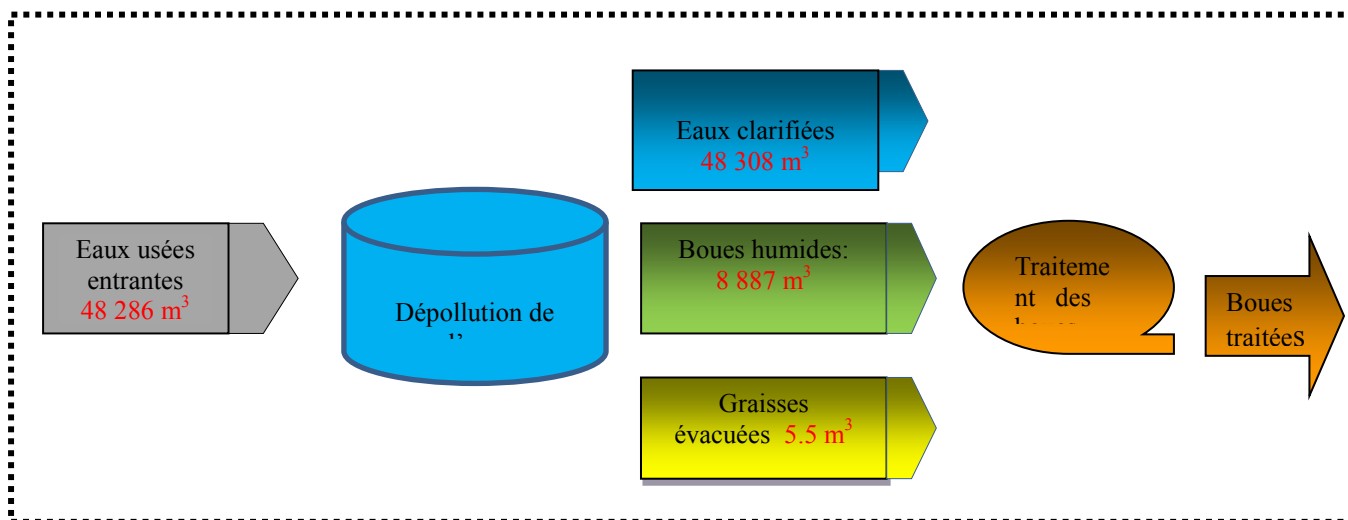 Eaux usées
entrantes
48 286 m³
Dépollution de
Eaux clarifiées
48 308 m³
Boues humides:
8 887 m³
Graisses
évacuées 5.5 m³
Traiteme
nt des
Boues
traitées